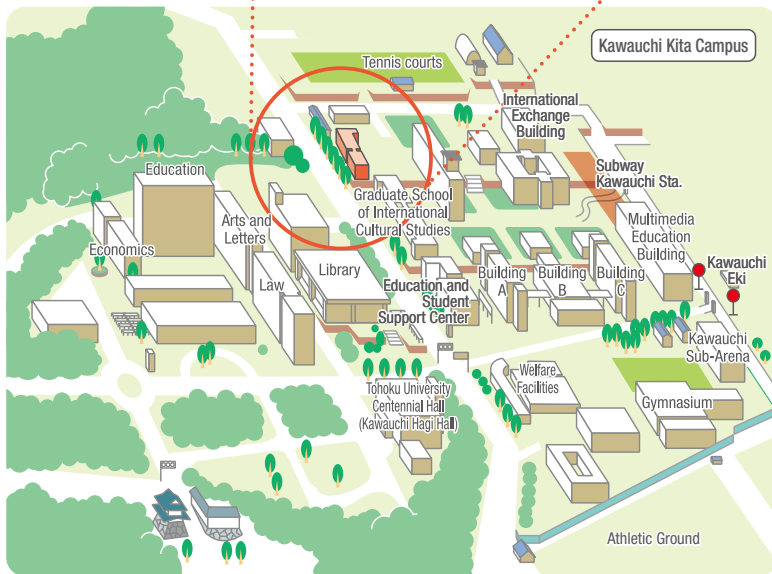 Kawauchi Kita Campus
Tennis courts
International
Exchange
Building
Subway
Kawauchi Sta.
Education
Graduate School
of International
Cultural Studies
Multimedia
Education
Building
Arts and
Letters
Economics
Library
Law
Kawauchi
Eki
Building
A
Building
B
Building
C
Education and
Student
Support Center
Kawauchi
Sub-Arena
Welfare
Facilities
Tohoku University
Centennial Hall
(Kawauchi Hagi Hall)
Gymnasium
Athletic Ground